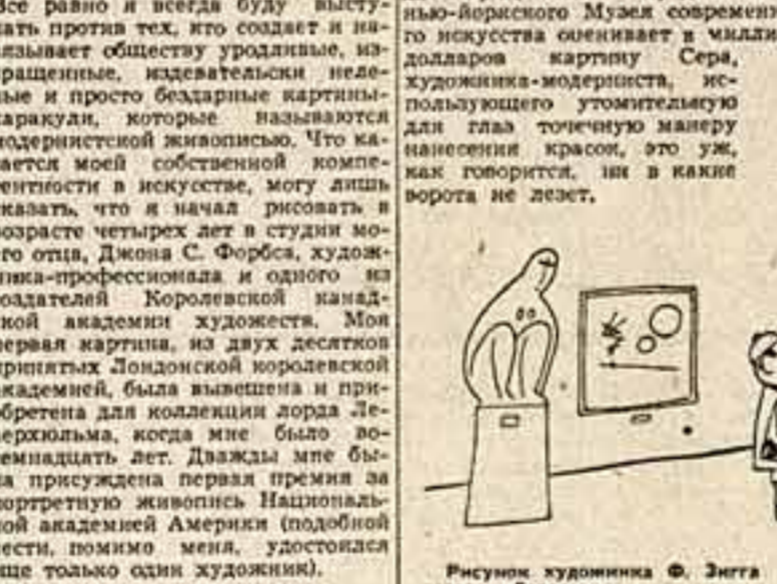 Все равно я всегда буду высту-
пать против тех, кто создает и на-
вязывает обществу уродливые, из-
вращенные, издевательски неле-
пые и просто бездарные картины-
каракули, которые называются
модернистской живописью. Что ка-
сается моей собственной компе-
тентности в искусстве, могу лишь
сказать, что я начал рисовать в
возрасте четырех лет в студии мо-
его отца, Джона С. Форбса, худож-
ника-профессионала и одного из
создателей Королевской канад-
ской академии художеств. Моя
первая картина, из двух десятков
принятых Лондонской королевской
академией, была вывешена и при-
обретена для коллекции лорда Ле-
верхюльма, когда мне было во-
семнадцать лет. Дважды мне бы-
ла присуждена первая премия за
портретную живопись Националь-
ной академией Америки (подобной
чести, помимо меня, удостоился
еще только один художник).
нью-йоркского Музея современно-
го искусства оценивает в миллион
долларов картину Сера,
художника-модерниста, ис-
пользующего утомительную
для глаз точечную манеру
нанесения красок, это уж,
как говорится, ни в какие
ворота не лезет.
Рисунок художника Ф. Зигга